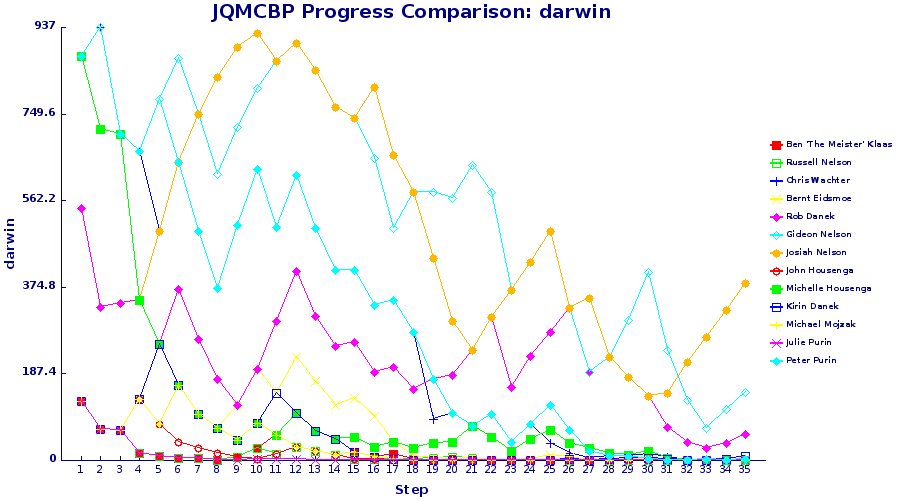 JQMCBP Progress Comparison: darwin
937
749.6
562.2
374.8
187.4
0
darwin
1 2 3 4 5 6 7 8 9 10 11 12 13 14 15 16 17 18 19 20 21 22 23 24 25 26 27 28 29 30 31 32 33 34 35
Step
Ben 'The Meister' Klaas
Russell Nelson
Chris Wachter
Bernt Eidsmoe
Rob Danek
Gideon Nelson
Josiah Nelson
John Housenga
Michelle Housenga
Kirin Danek
Michael Mojzak
Julie Purin
Peter Purin